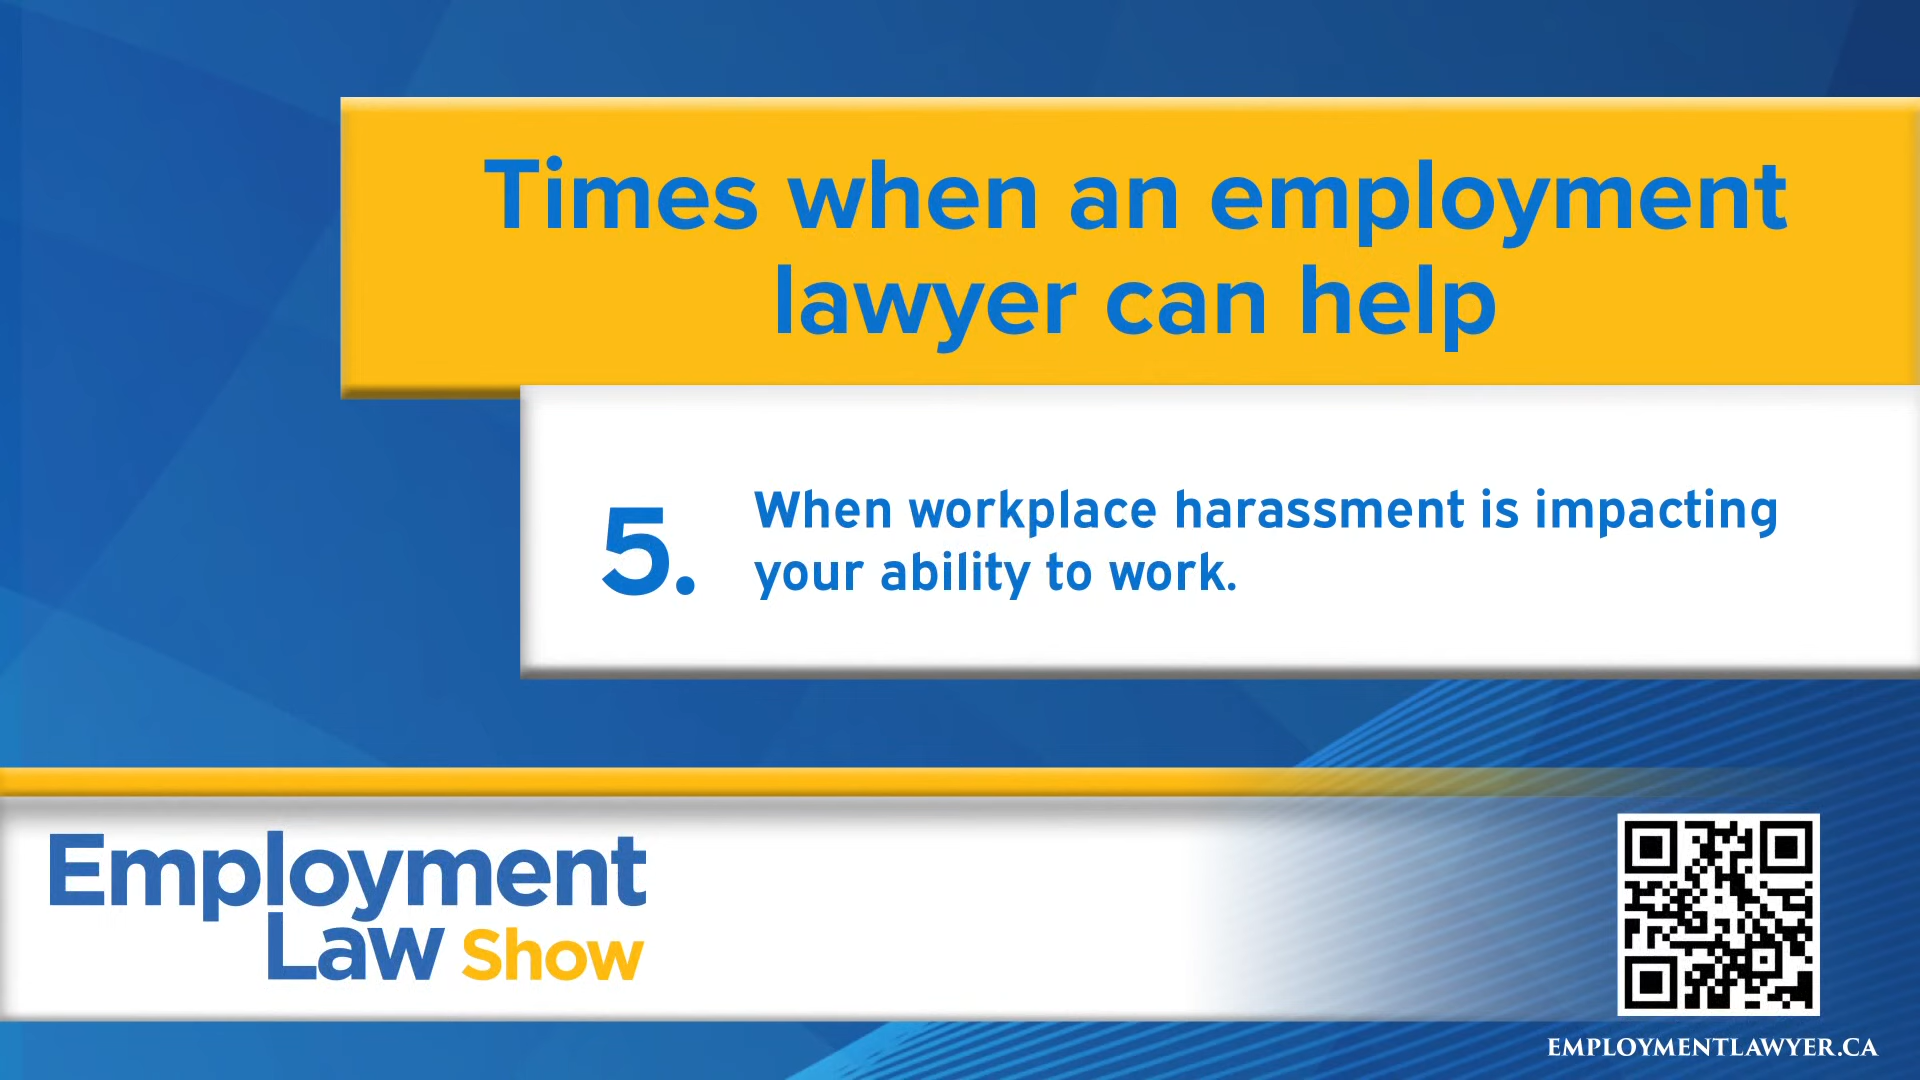 Times when an employment
lawyer can help
5.
When workplace harassment is impacting
your ability to work.
Employment
Law Show
EMPLOYMENTLAWYER.CA